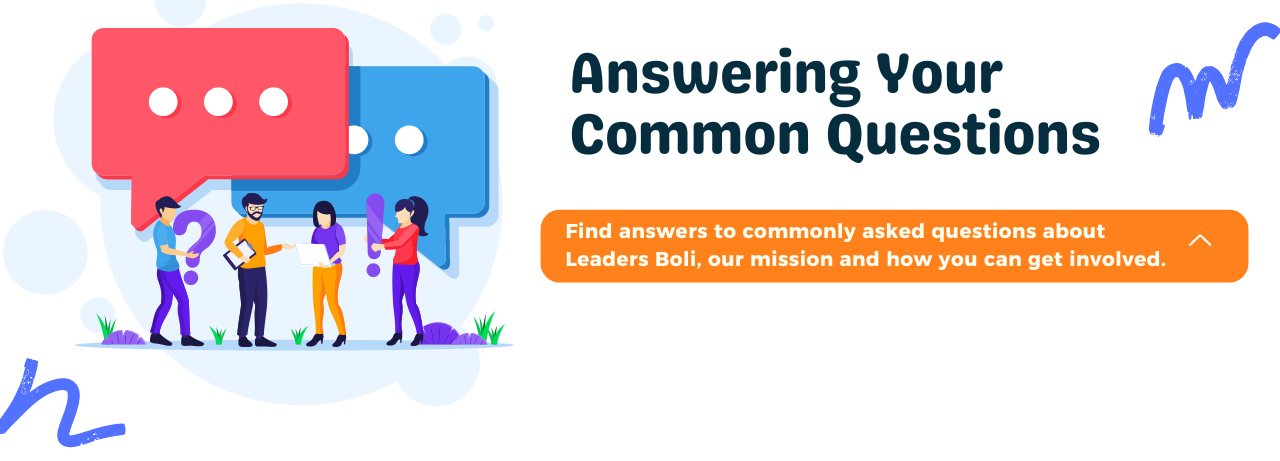 Answering Your
Common Questions
Find answers to commonly asked questions about
Leaders Boli, our mission and how you can get involved.